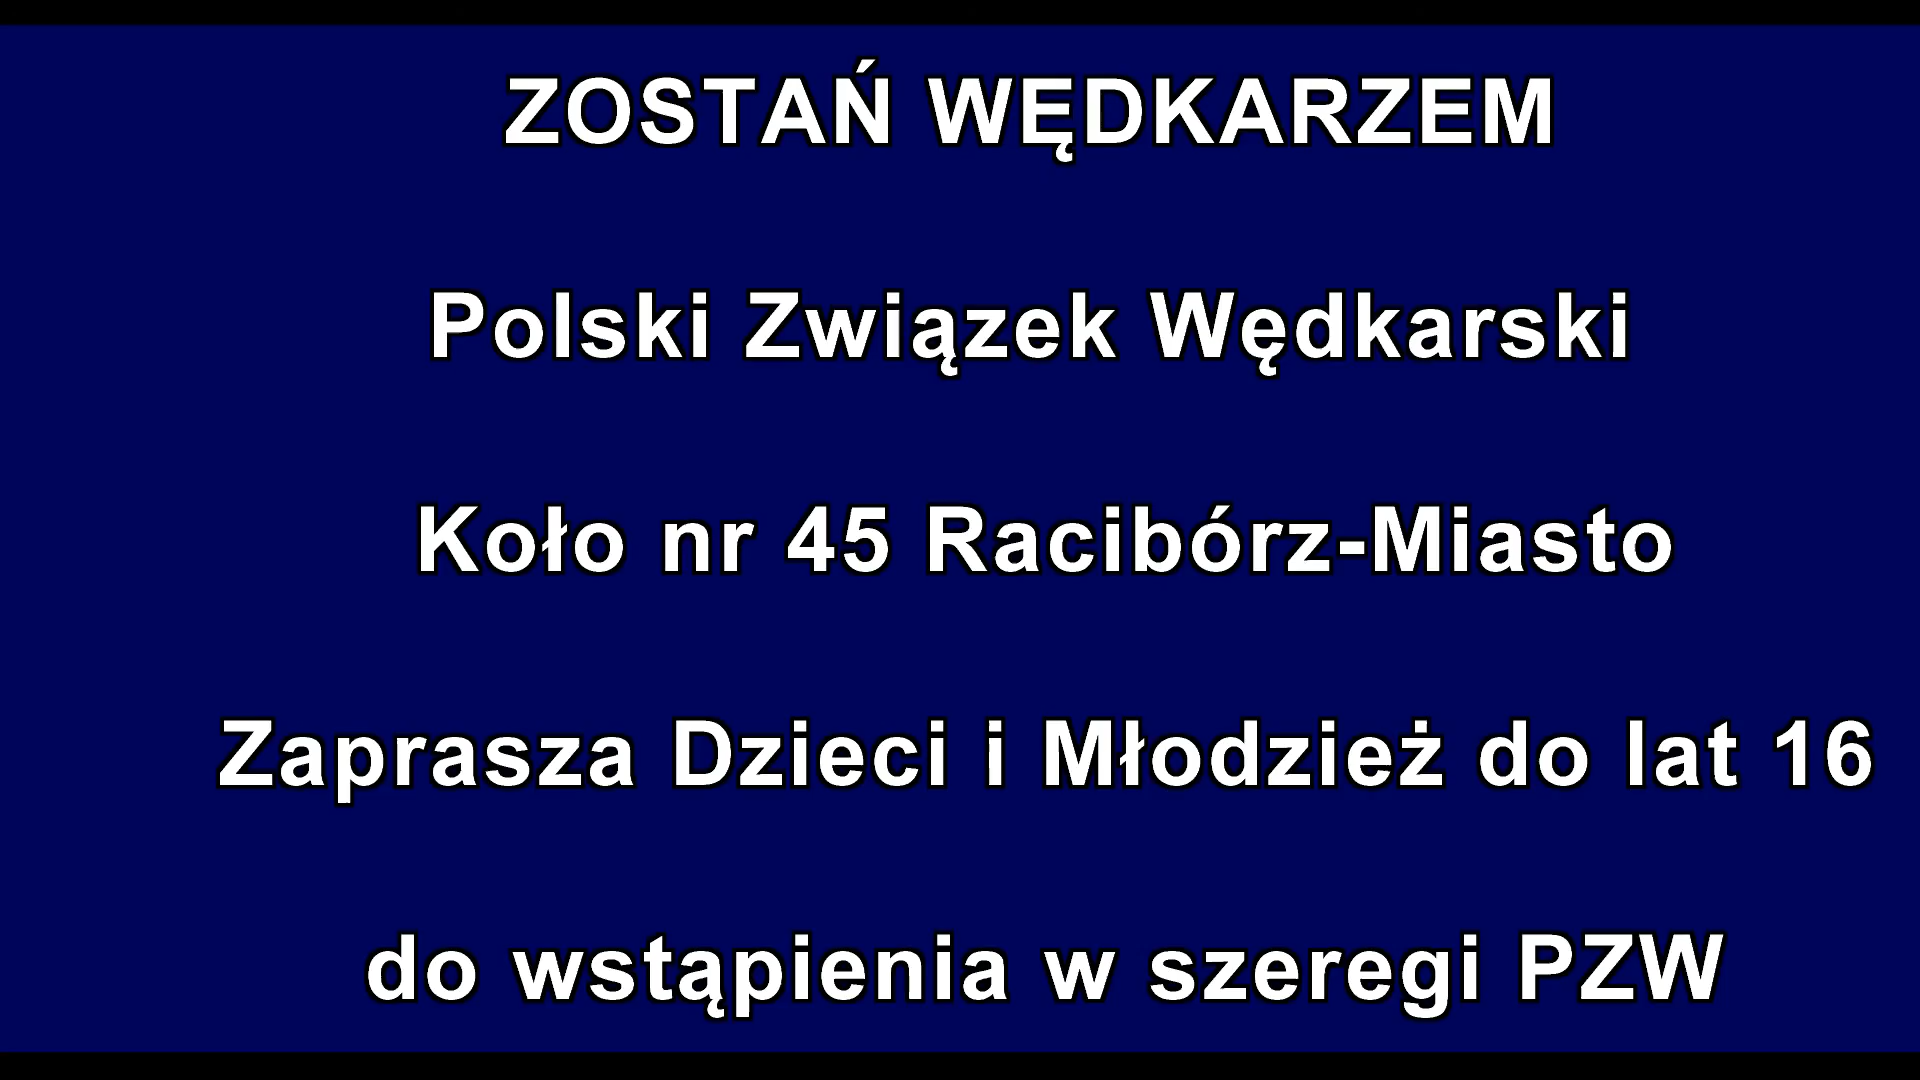 ZOSTAŃ WĘDKARZEM
Polski Związek Wędkarski
Koło nr 45 Racibórz-Miasto
Zaprasza Dzieci i Młodzież do lat 16
do wstąpienia w szeregi PZW